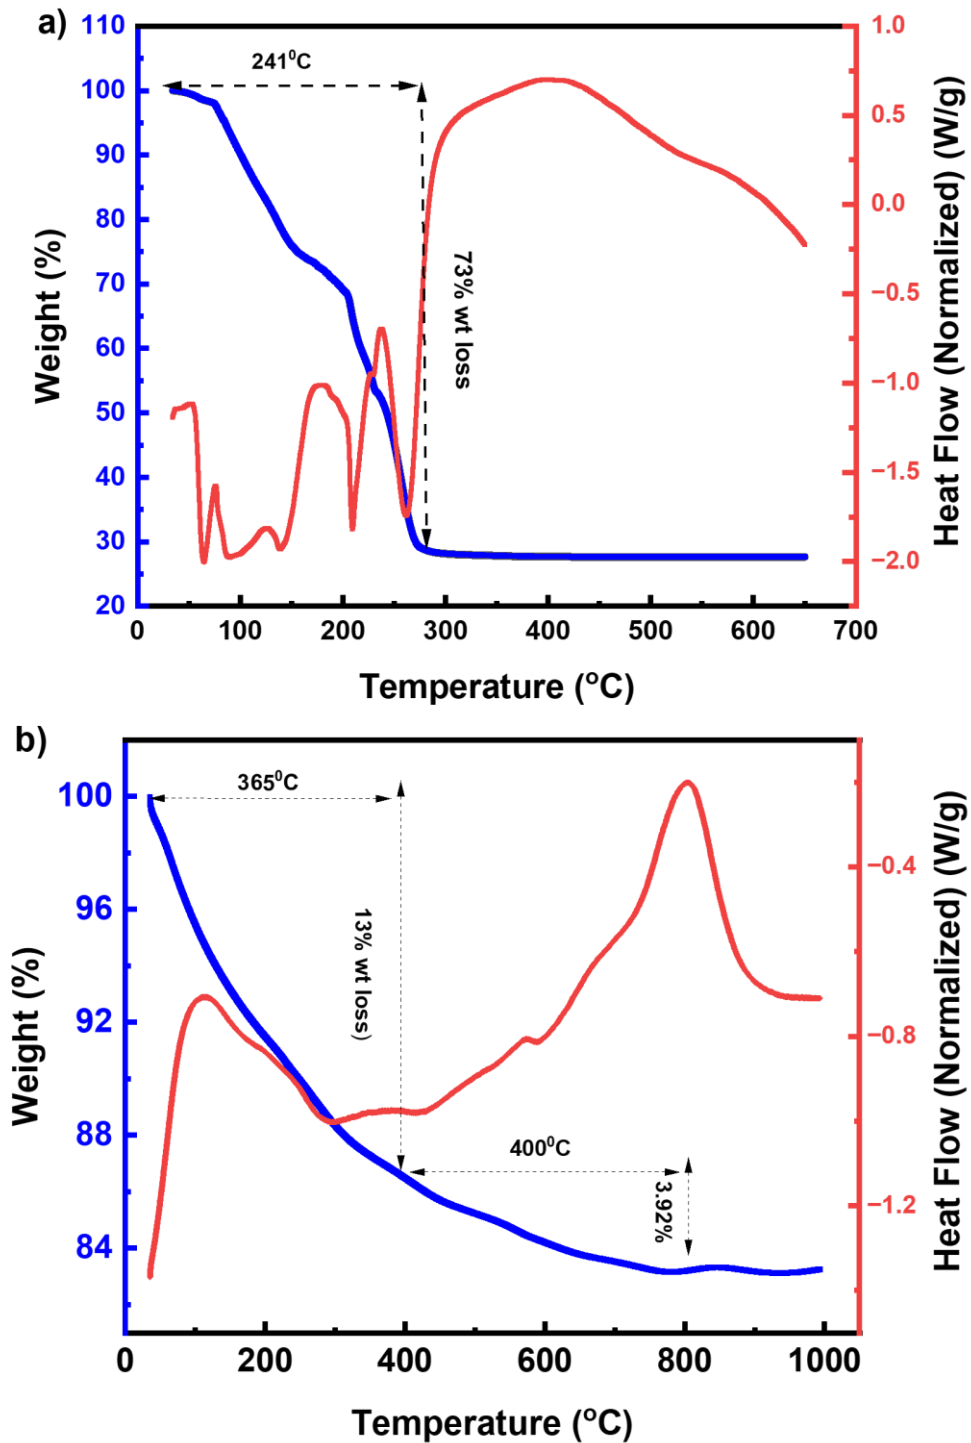 a)
110
100
90
80
70
60
50
40
30
20
Weight (%)
241⁰C
73% wt loss
1.0
0.5
0.0
−0.5
−1.0
−1.5
−2.0
Heat Flow (Normalized) (W/g)
0 100 200 300 400 500 600 700
Temperature (ºC)
b)
100
96
92
88
84
Weight (%)
365⁰C
13% wt loss)
400⁰C
3.92%
−0.4
−0.8
−1.2
Heat Flow (Normalized) (W/g)
0 200 400 600 800 1000
Temperature (ºC)